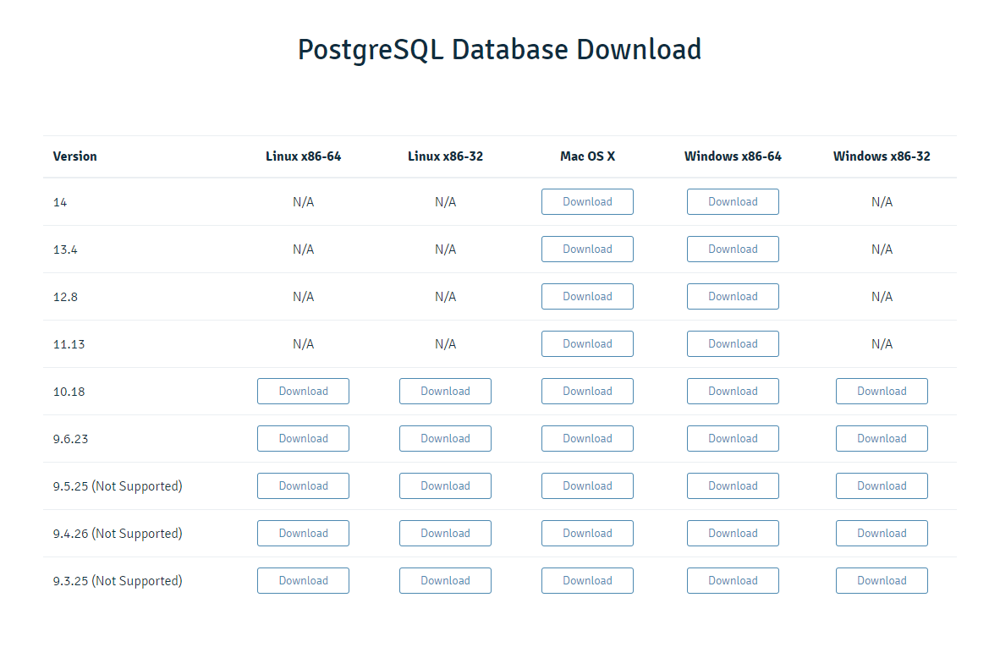 PostgreSQL Database Download
Version Linux x86-64 Linux x86-32 Mac OS X Windows x86-64 Windows x86-32
14 N/A N/A Download Download N/A
13.4 N/A N/A Download Download N/A
12.8 N/A N/A Download Download N/A
11.13 N/A N/A Download Download N/A
10.18 Download Download Download Download Download
9.6.23 Download Download Download Download Download
9.5.25 (Not Supported) Download Download Download Download Download
9.4.26 (Not Supported) Download Download Download Download Download
9.3.25 (Not Supported) Download Download Download Download Download